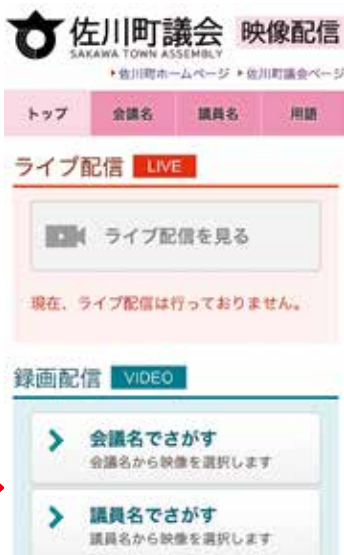 佐川町議会 映像配信
SAKAWA TOWN ASSEMBLY
佐川町ホームページ 佐川町議会ページ
トップ 会議名 議員名 用語
ライブ配信 LIVE
ライブ配信を見る
現在、ライブ配信は行っておりません。
録画配信 VIDEO
会議名でさがす
会議名から映像を選択します
議員名でさがす
議員名から映像を選択します